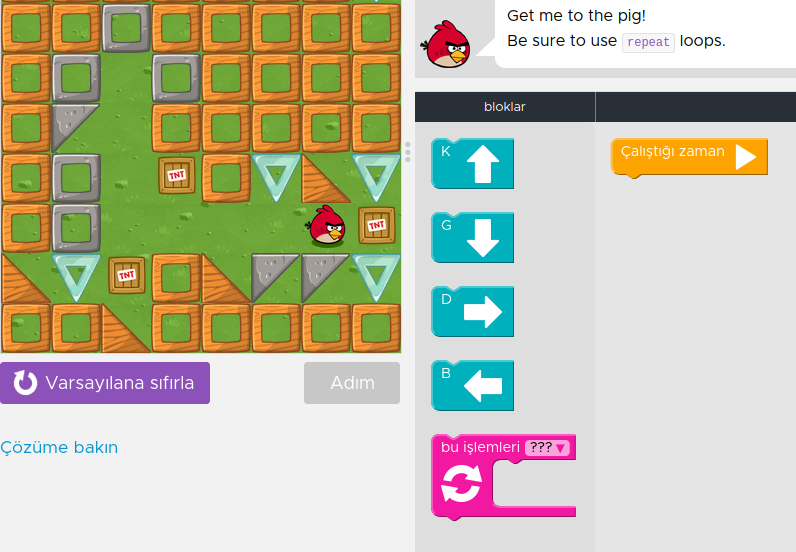 Get me to the pig!
Be sure to use repeat loops.
bloklar
K
Çalıştığı zaman
G
D
B
bu işlemleri ???▼
TNT
TNT
TNT
Varsayılana sıfırla
Adım
Çözüme bakın